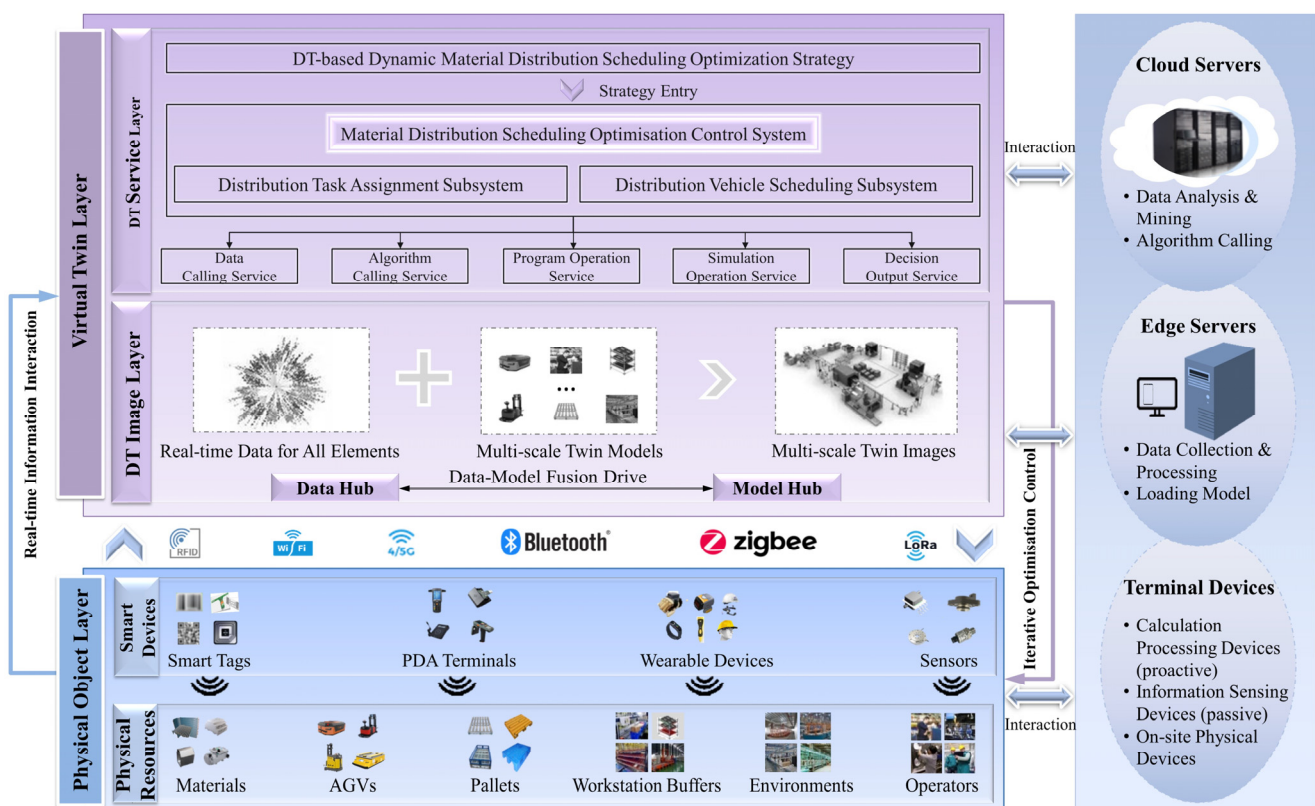 Virtual Twin Layer
DT Service Layer
DT-based Dynamic Material Distribution Scheduling Optimization Strategy
Strategy Entry
Material Distribution Scheduling Optimisation Control System
Distribution Task Assignment Subsystem
Distribution Vehicle Scheduling Subsystem
Data
Calling Service
Algorithm
Calling Service
Program Operation
Service
Simulation
Operation Service
Decision
Output Service
DT Image Layer
Real-time Data for All Elements
Multi-scale Twin Models
Multi-scale Twin Images
Data Hub
Data-Model Fusion Drive
Model Hub
Real-time Information Interaction
RFID
WiFi
4/5G
Bluetooth®
zigbee
LoRa
Iterative Optimisation Control
Physical Object Layer
Smart
Devices
Smart Tags
PDA Terminals
Wearable Devices
Sensors
Physical
Resources
Materials
AGVs
Pallets
Workstation Buffers
Environments
Operators
Interaction
Interaction
Cloud Servers
• Data Analysis &
Mining
• Algorithm Calling
Edge Servers
• Data Collection &
Processing
• Loading Model
Terminal Devices
• Calculation
Processing Devices
(proactive)
• Information Sensing
Devices (passive)
• On-site Physical
Devices